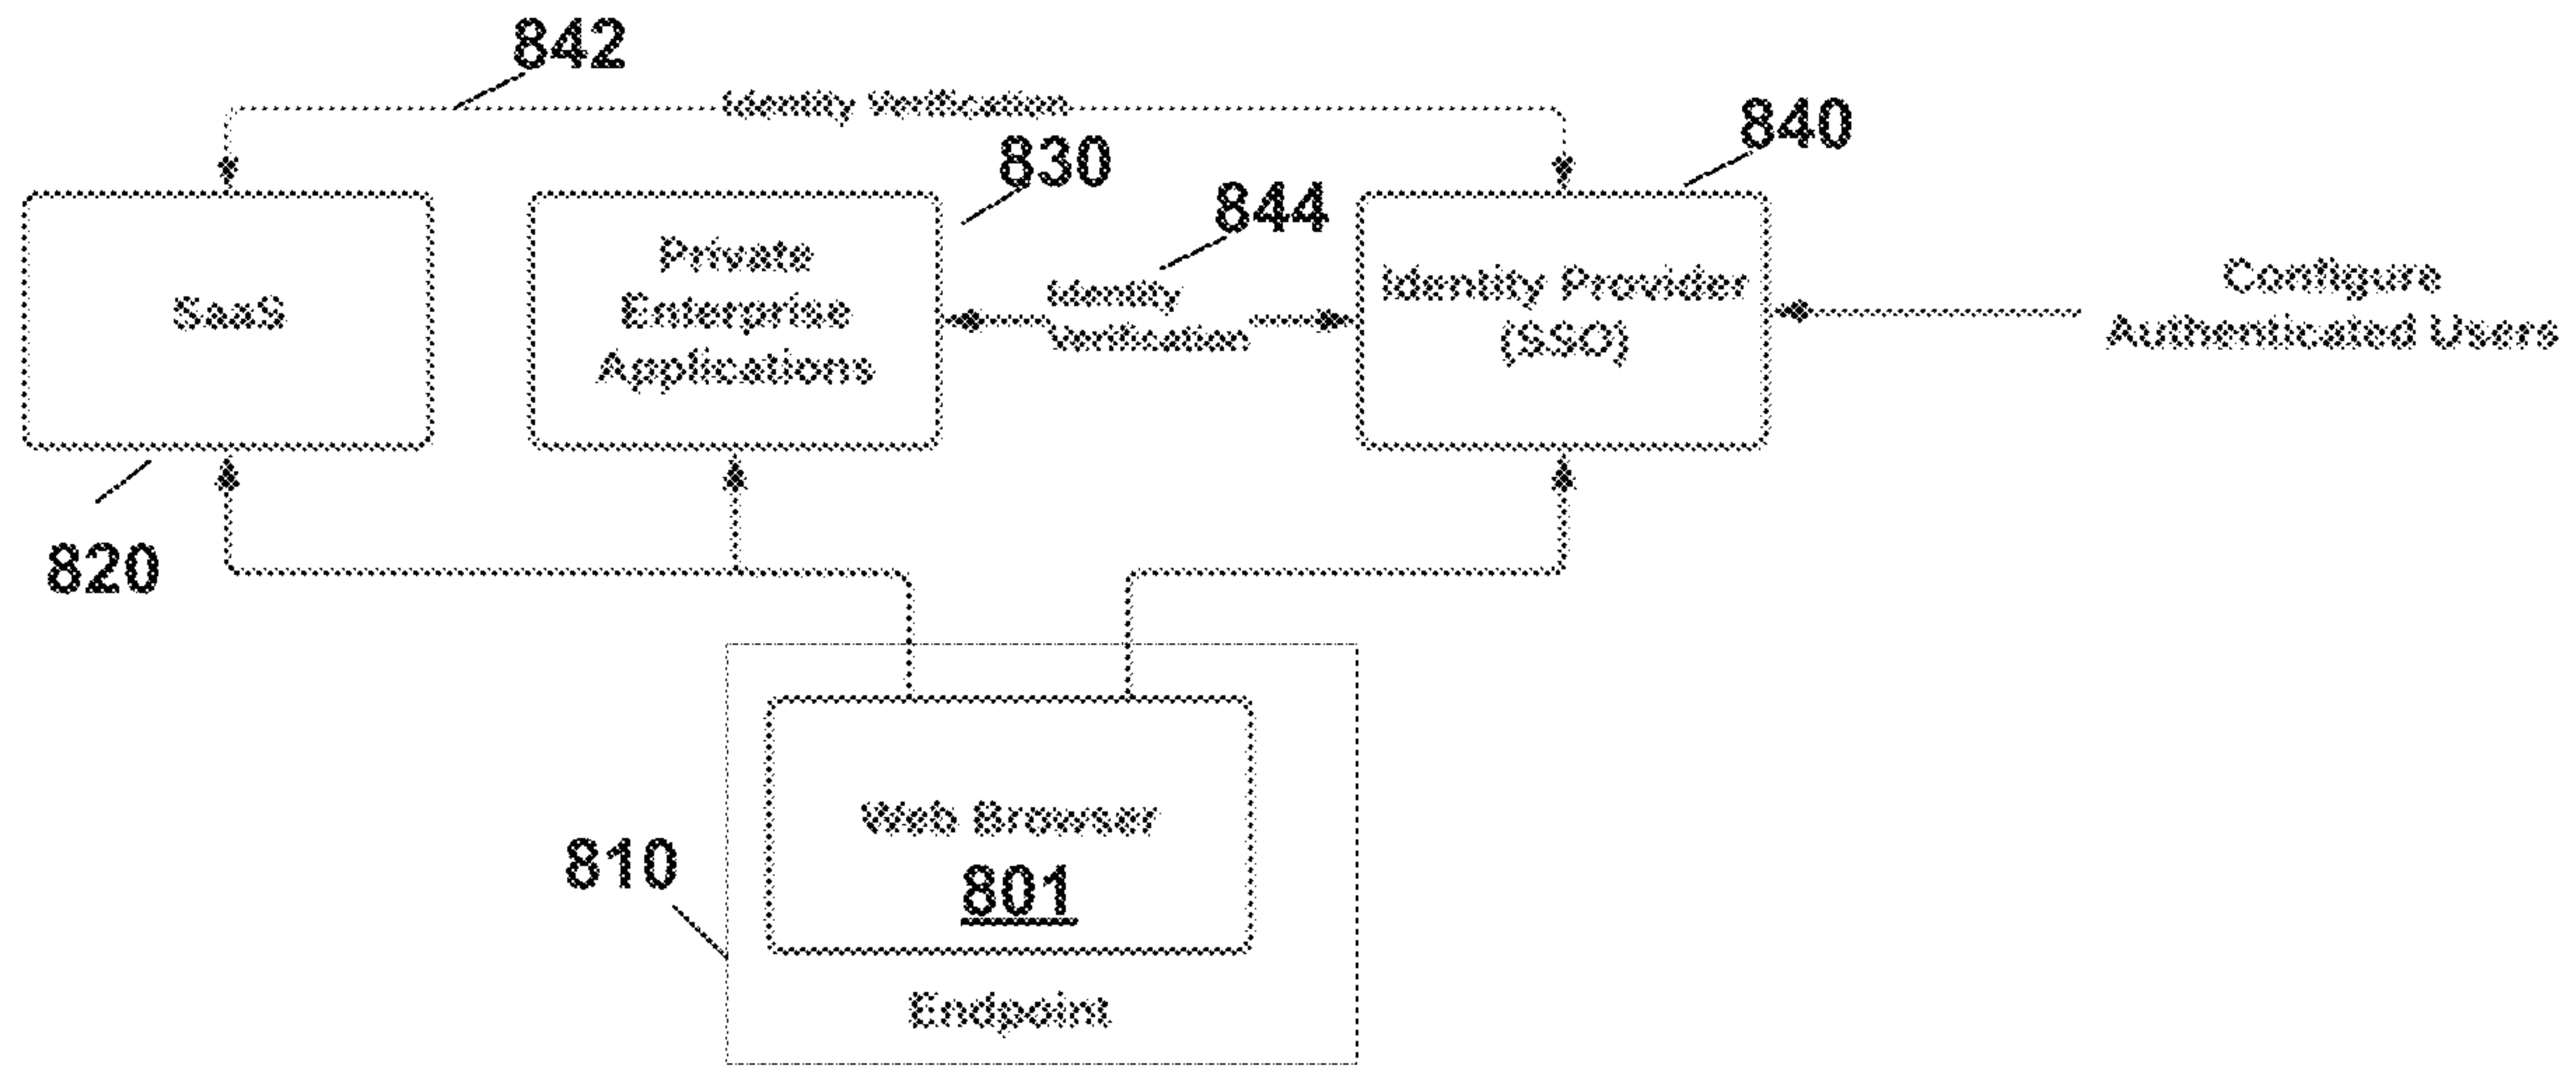 842
Identity Verification
840
830
844
SaaS
Private
Enterprise
Applications
Identity
Verification
Identity Provider
(SSO)
Configure
Authenticated Users
820
Web Browser
801
810
Endpoint